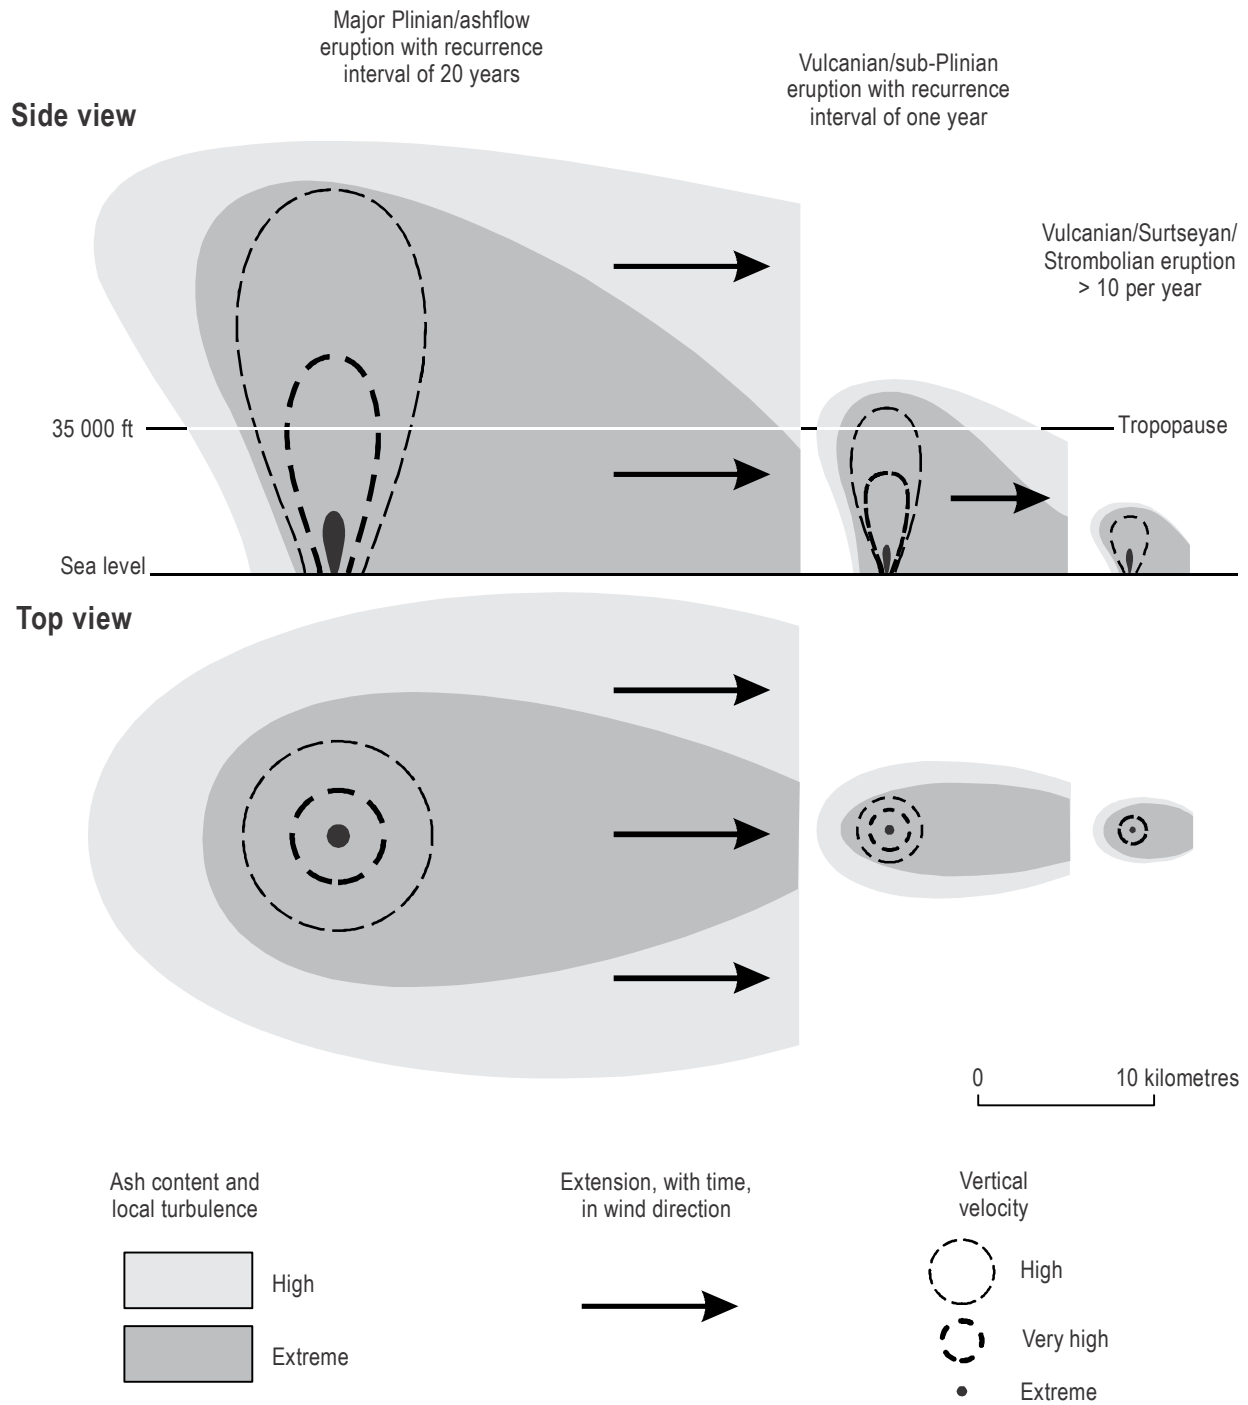 Major Plinian/ashflow
eruption with recurrence
interval of 20 years
Vulcanian/sub-Plinian
eruption with recurrence
interval of one year
Side view
Vulcanian/Surtseyan/
Strombolian eruption
> 10 per year
35 000 ft
Tropopause
Sea level
Top view
0
10 kilometres
Ash content and
local turbulence
High
Extreme
Extension, with time,
in wind direction
Vertical
velocity
High
Very high
Extreme